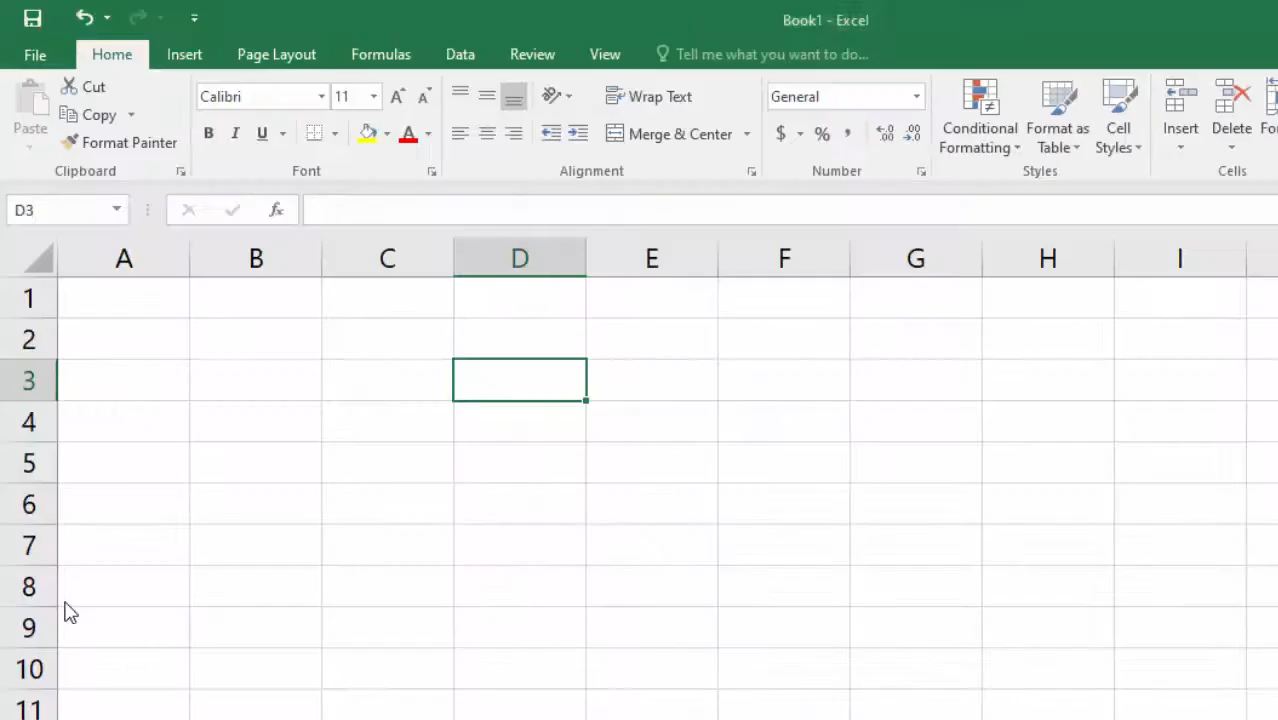 Book1 - Excel
File Home Insert Page Layout Formulas Data Review View Tell me what you want to do...
Paste
Cut
Copy
Format Painter
Clipboard
Calibri 11
B I U A
Font
Wrap Text
Merge & Center
Alignment
General
$ % ,
Number
Conditional
Formatting
Format as
Table
Cell
Styles
Styles
Insert
Delete
Cells
D3
fx
A B C D E F G H I
1
2
3
4
5
6
7
8
9
10
11